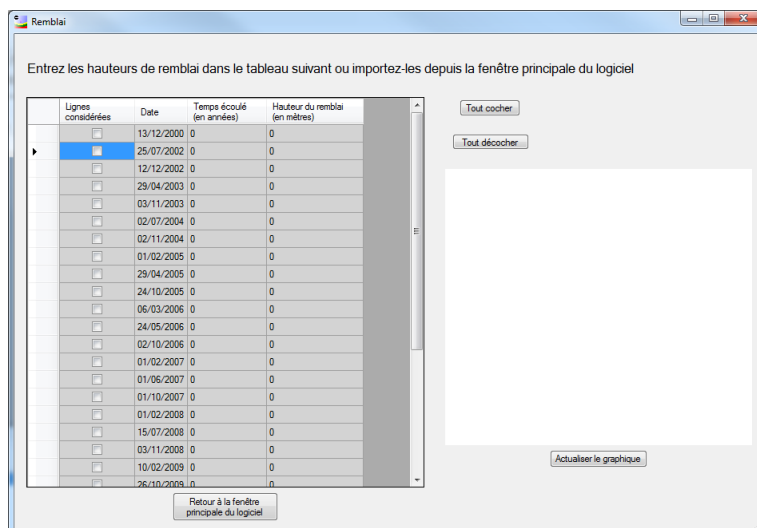 Remblai
Entrez les hauteurs de remblai dans le tableau suivant ou importez-les depuis la fenêtre principale du logiciel
Lignes considérées Date Temps écoulé (en années) Hauteur du remblai (en mètres)
13/12/2000 0 0
25/07/2002 0 0
12/12/2002 0 0
29/04/2003 0 0
03/11/2003 0 0
02/07/2004 0 0
02/11/2004 0 0
01/02/2005 0 0
29/04/2005 0 0
24/10/2005 0 0
06/03/2006 0 0
24/05/2006 0 0
02/10/2006 0 0
01/02/2007 0 0
01/06/2007 0 0
01/10/2007 0 0
01/02/2008 0 0
15/07/2008 0 0
03/11/2008 0 0
10/02/2009 0 0
26/10/2009 0 0
Tout cocher
Tout décocher
Actualiser le graphique
Retour à la fenêtre
principale du logiciel